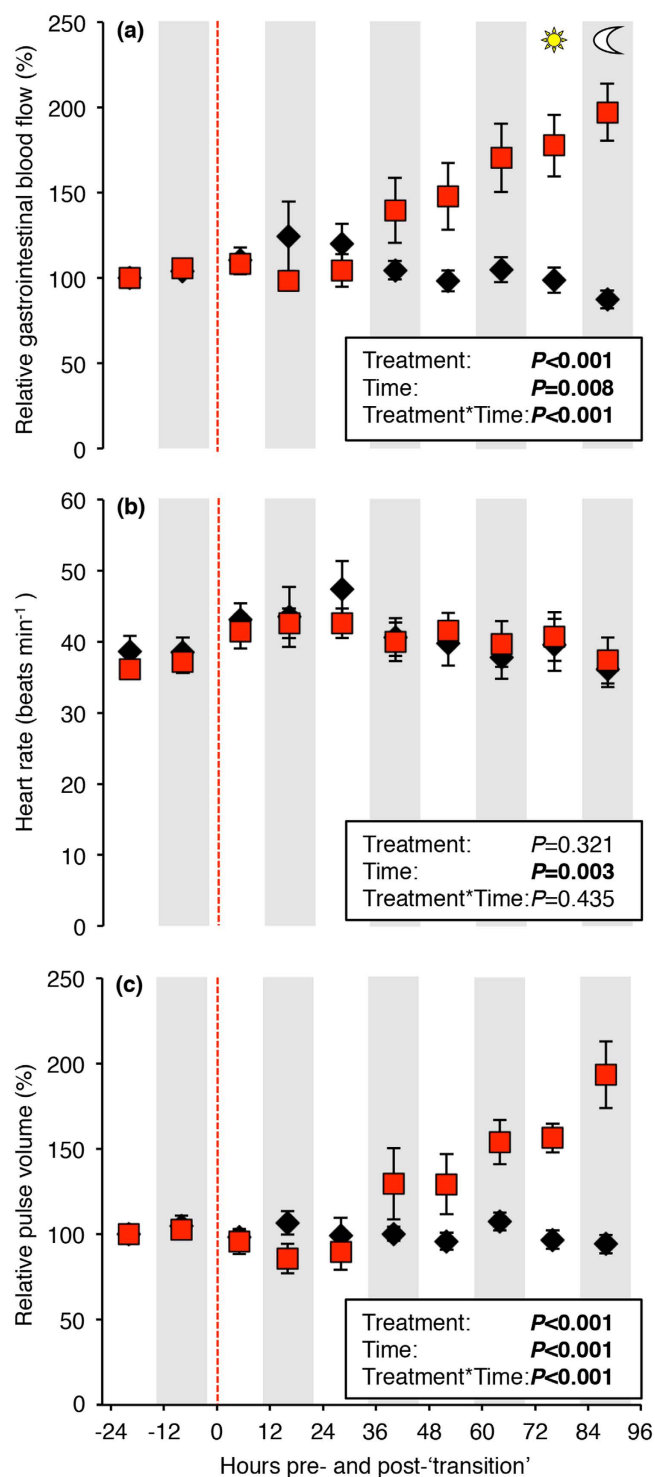 (a)
Relative gastrointestinal blood flow (%)
250
200
150
100
50
0
Treatment: P<0.001
Time: P=0.008
Treatment*Time: P<0.001
(b)
Heart rate (beats min⁻¹ )
60
50
40
30
20
10
0
Treatment: P=0.321
Time: P=0.003
Treatment*Time: P=0.435
(c)
Relative pulse volume (%)
250
200
150
100
50
0
Treatment: P<0.001
Time: P<0.001
Treatment*Time: P<0.001
-24 -12 0 12 24 36 48 60 72 84 96
Hours pre- and post-‘transition’